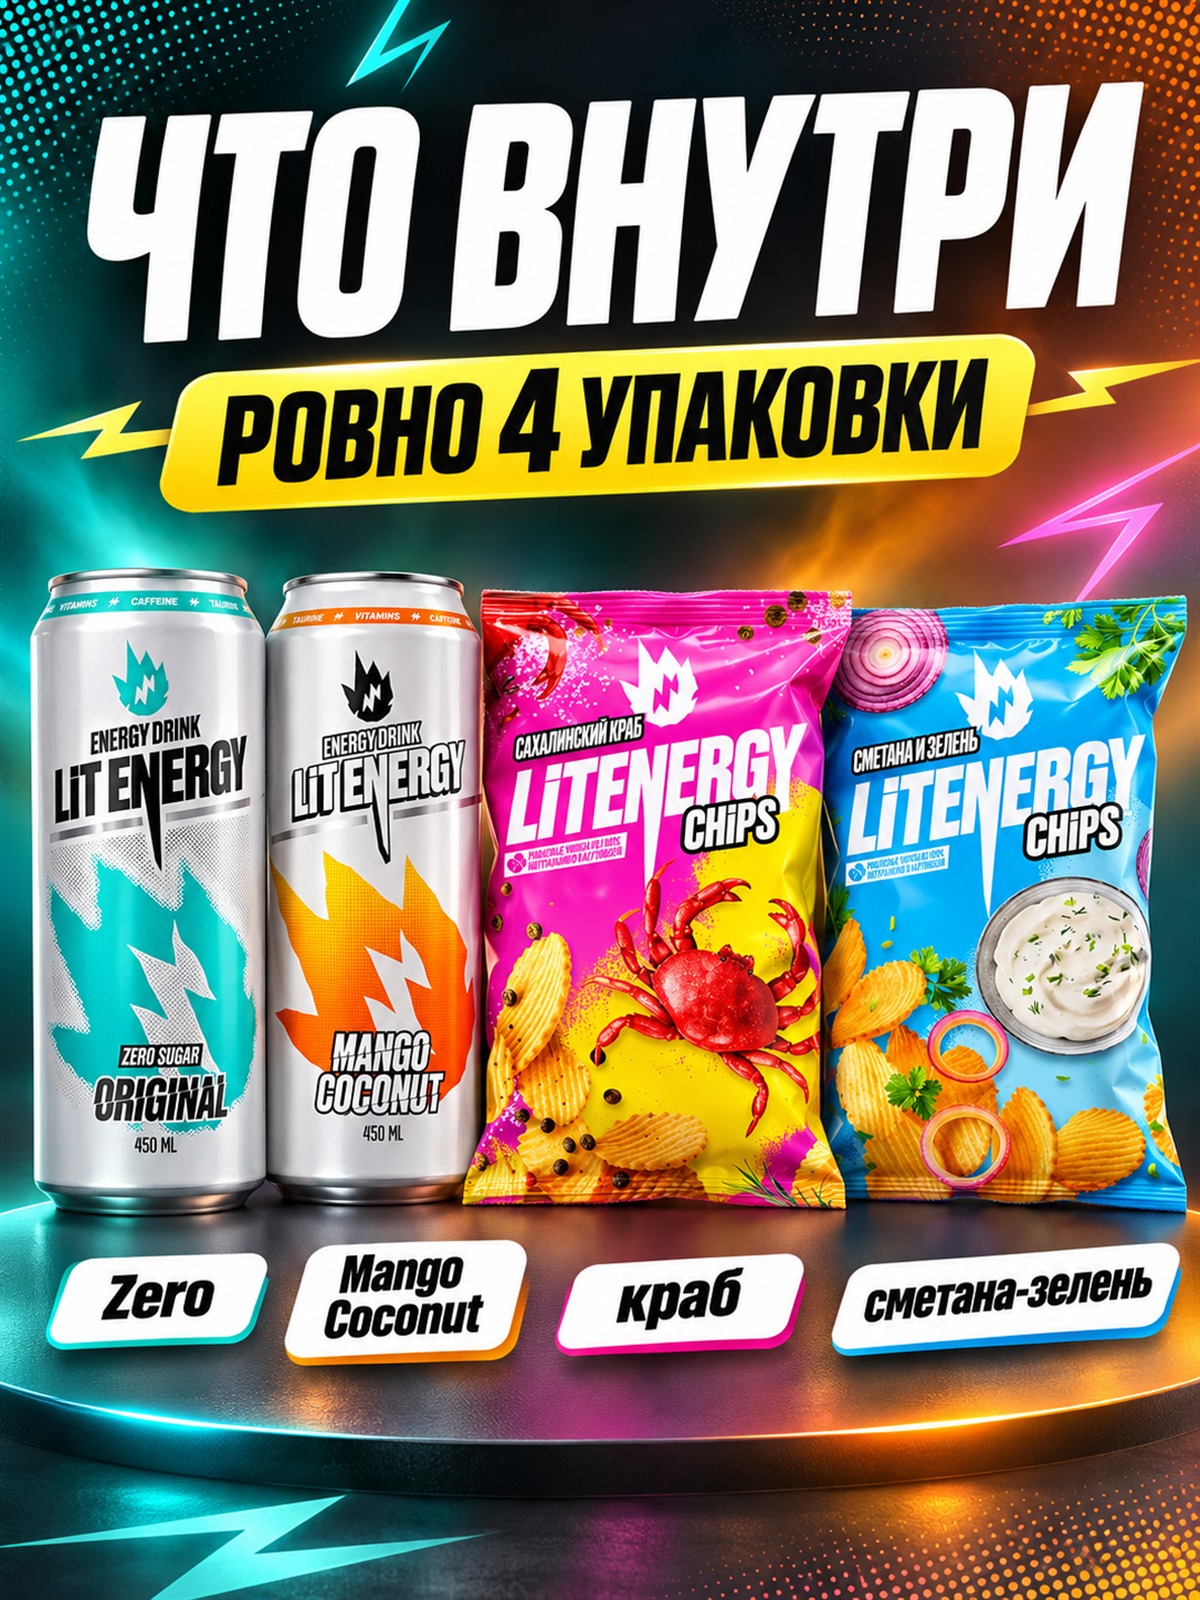 ЧТО ВНУТРИ
РОВНО 4 УПАКОВКИ
VITAMINS CAFFEINE
ENERGY DRINK
LiT ENERGY
ZERO SUGAR
ORIGINAL
450 ML
TAURINE VITAMINS
ENERGY DRINK
LiT ENERGY
MANGO
COCONUT
450 ML
САХАЛИНСКИЙ КРАБ
LiTENERGY
CHiPS
СМЕТАНА И ЗЕЛЕНЬ
LiTENERGY
CHiPS
Zero
Mango
Coconut
краб
сметана-зелень